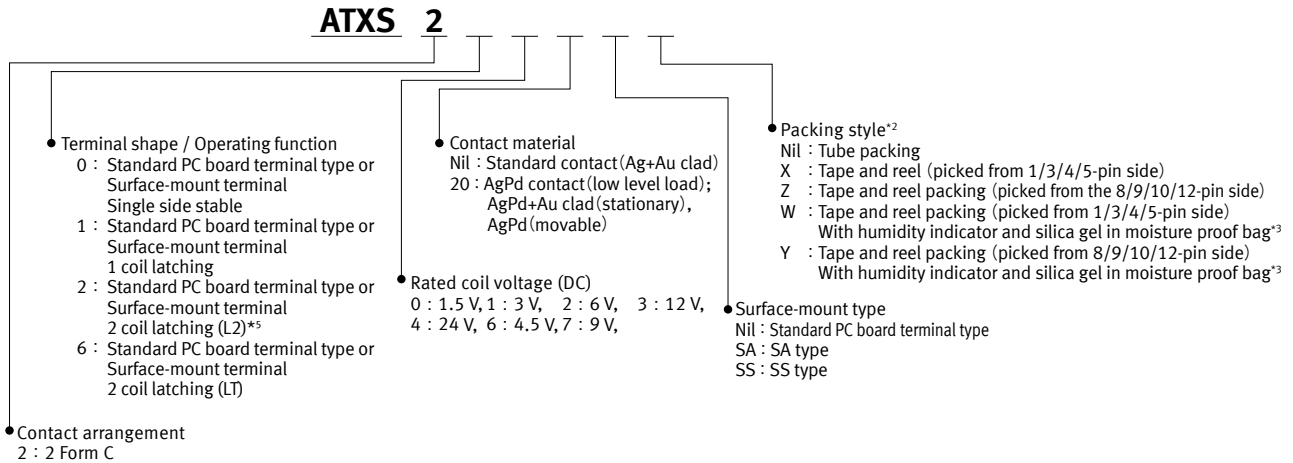 ATXS 2
Terminal shape / Operating function
0 : Standard PC board terminal type or
Surface-mount terminal
Single side stable
1 : Standard PC board terminal type or
Surface-mount terminal
1 coil latching
2 : Standard PC board terminal type or
Surface-mount terminal
2 coil latching (L2)*5
6 : Standard PC board terminal type or
Surface-mount terminal
2 coil latching (LT)
Contact arrangement
2 : 2 Form C
Contact material
Nil : Standard contact(Ag+Au clad)
20 : AgPd contact(low level load);
AgPd+Au clad(stationary),
AgPd(movable)
Rated coil voltage (DC)
0 : 1.5 V, 1 : 3 V, 2 : 6 V, 3 : 12 V,
4 : 24 V, 6 : 4.5 V, 7 : 9 V,
Packing style*2
Nil : Tube packing
X : Tape and reel (picked from 1/3/4/5-pin side)
Z : Tape and reel packing (picked from the 8/9/10/12-pin side)
W : Tape and reel packing (picked from 1/3/4/5-pin side)
With humidity indicator and silica gel in moisture proof bag*3
Y : Tape and reel packing (picked from 8/9/10/12-pin side)
With humidity indicator and silica gel in moisture proof bag*3
Surface-mount type
Nil : Standard PC board terminal type
SA : SA type
SS : SS type